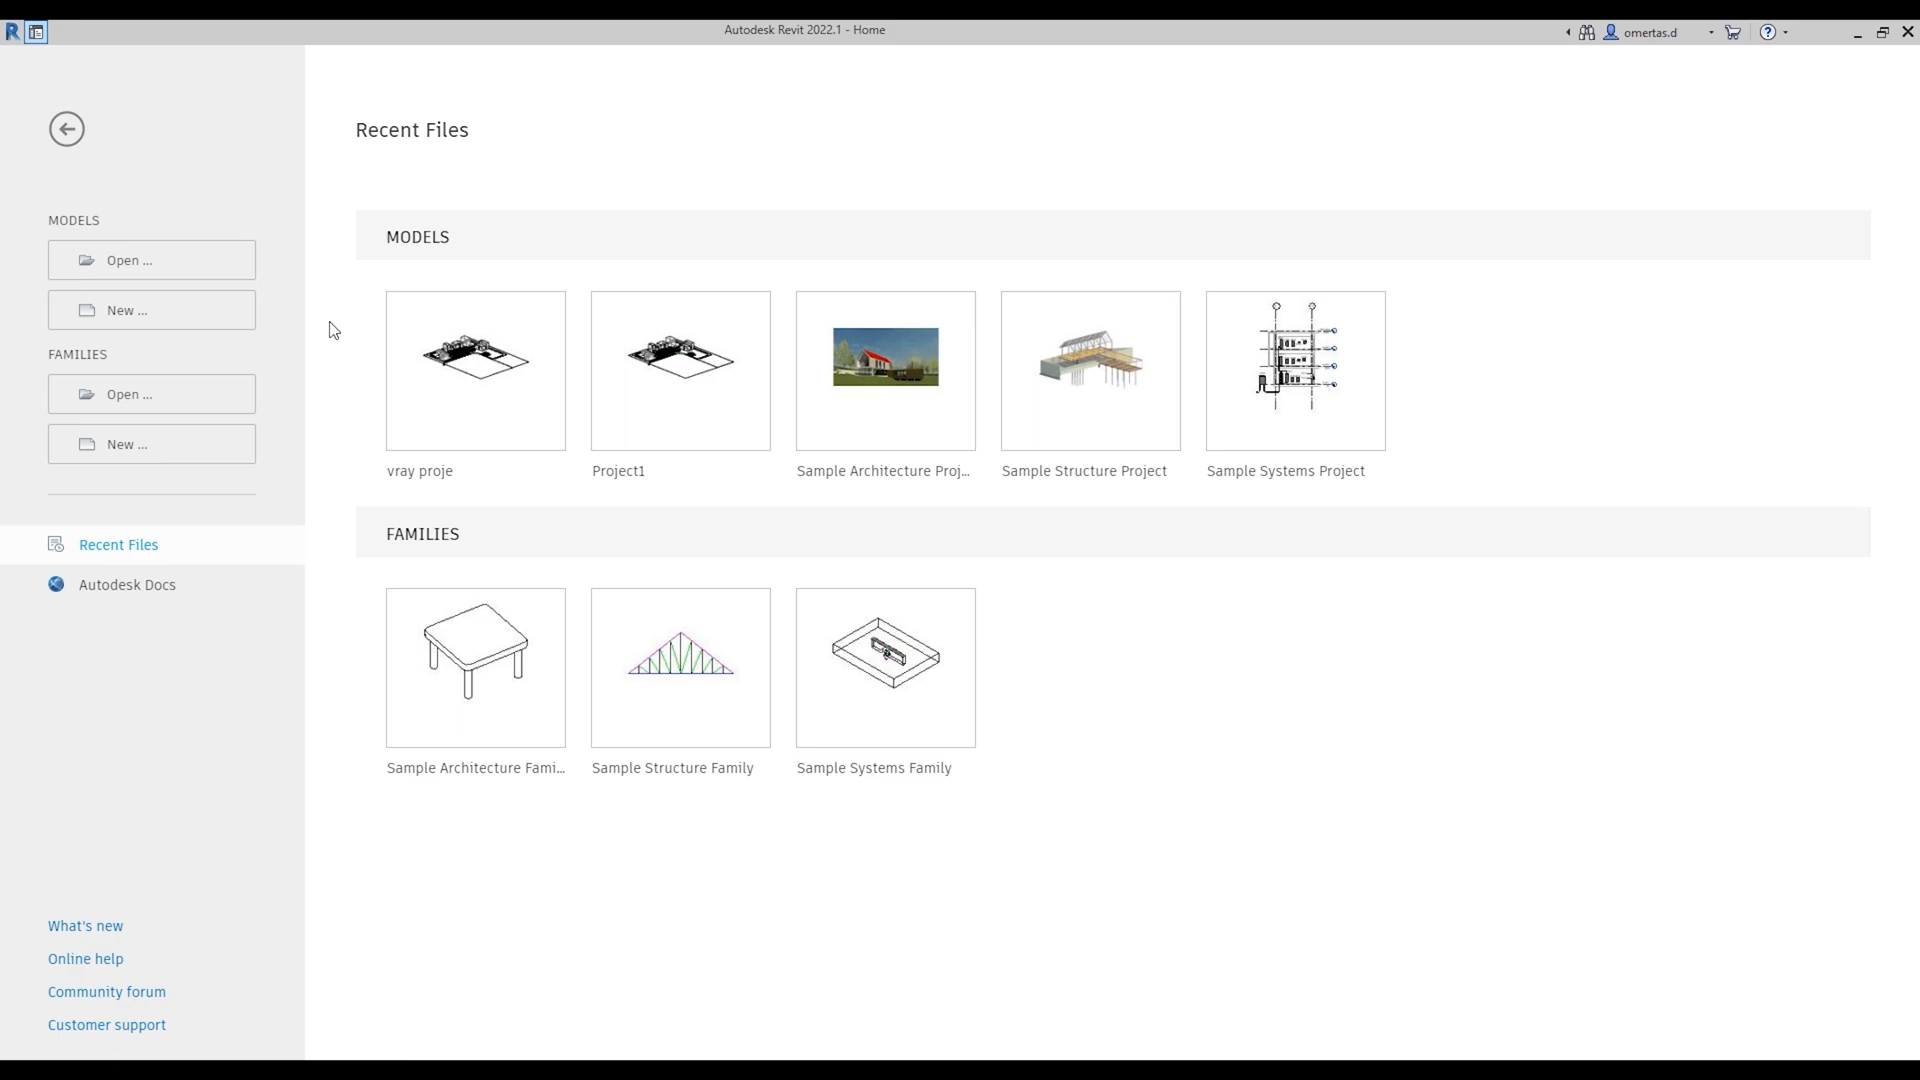 Autodesk Revit 2022.1 - Home
omertas.d
Recent Files
MODELS
Open ...
New ...
FAMILIES
Open ...
New ...
Recent Files
Autodesk Docs
What's new
Online help
Community forum
Customer support
MODELS
vray proje
Project1
Sample Architecture Proj...
Sample Structure Project
Sample Systems Project
FAMILIES
Sample Architecture Fami...
Sample Structure Family
Sample Systems Family